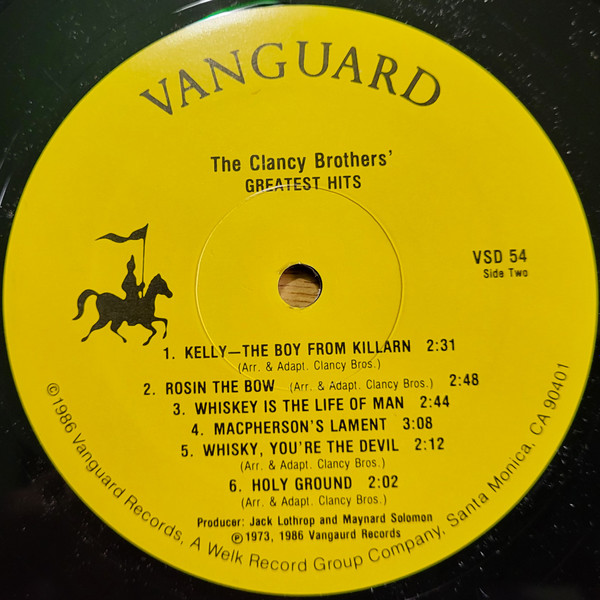 VANGUARD
The Clancy Brothers'
GREATEST HITS
VSD 54
Side Two
1. KELLY—THE BOY FROM KILLARN 2:31
(Arr. & Adapt. Clancy Bros.)
2. ROSIN THE BOW (Arr. & Adapt. Clancy Bros.) 2:48
3. WHISKEY IS THE LIFE OF MAN 2:44
4. MACPHERSON'S LAMENT 3:08
5. WHISKY, YOU'RE THE DEVIL 2:12
(Arr. & Adapt. Clancy Bros.)
6. HOLY GROUND 2:02
(Arr. & Adapt. Clancy Bros.)
Producer: Jack Lothrop and Maynard Solomon
℗1973, 1986 Vangaurd Records
©1986 Vanguard Records, A Welk Record Group Company, Santa Monica, CA 90401